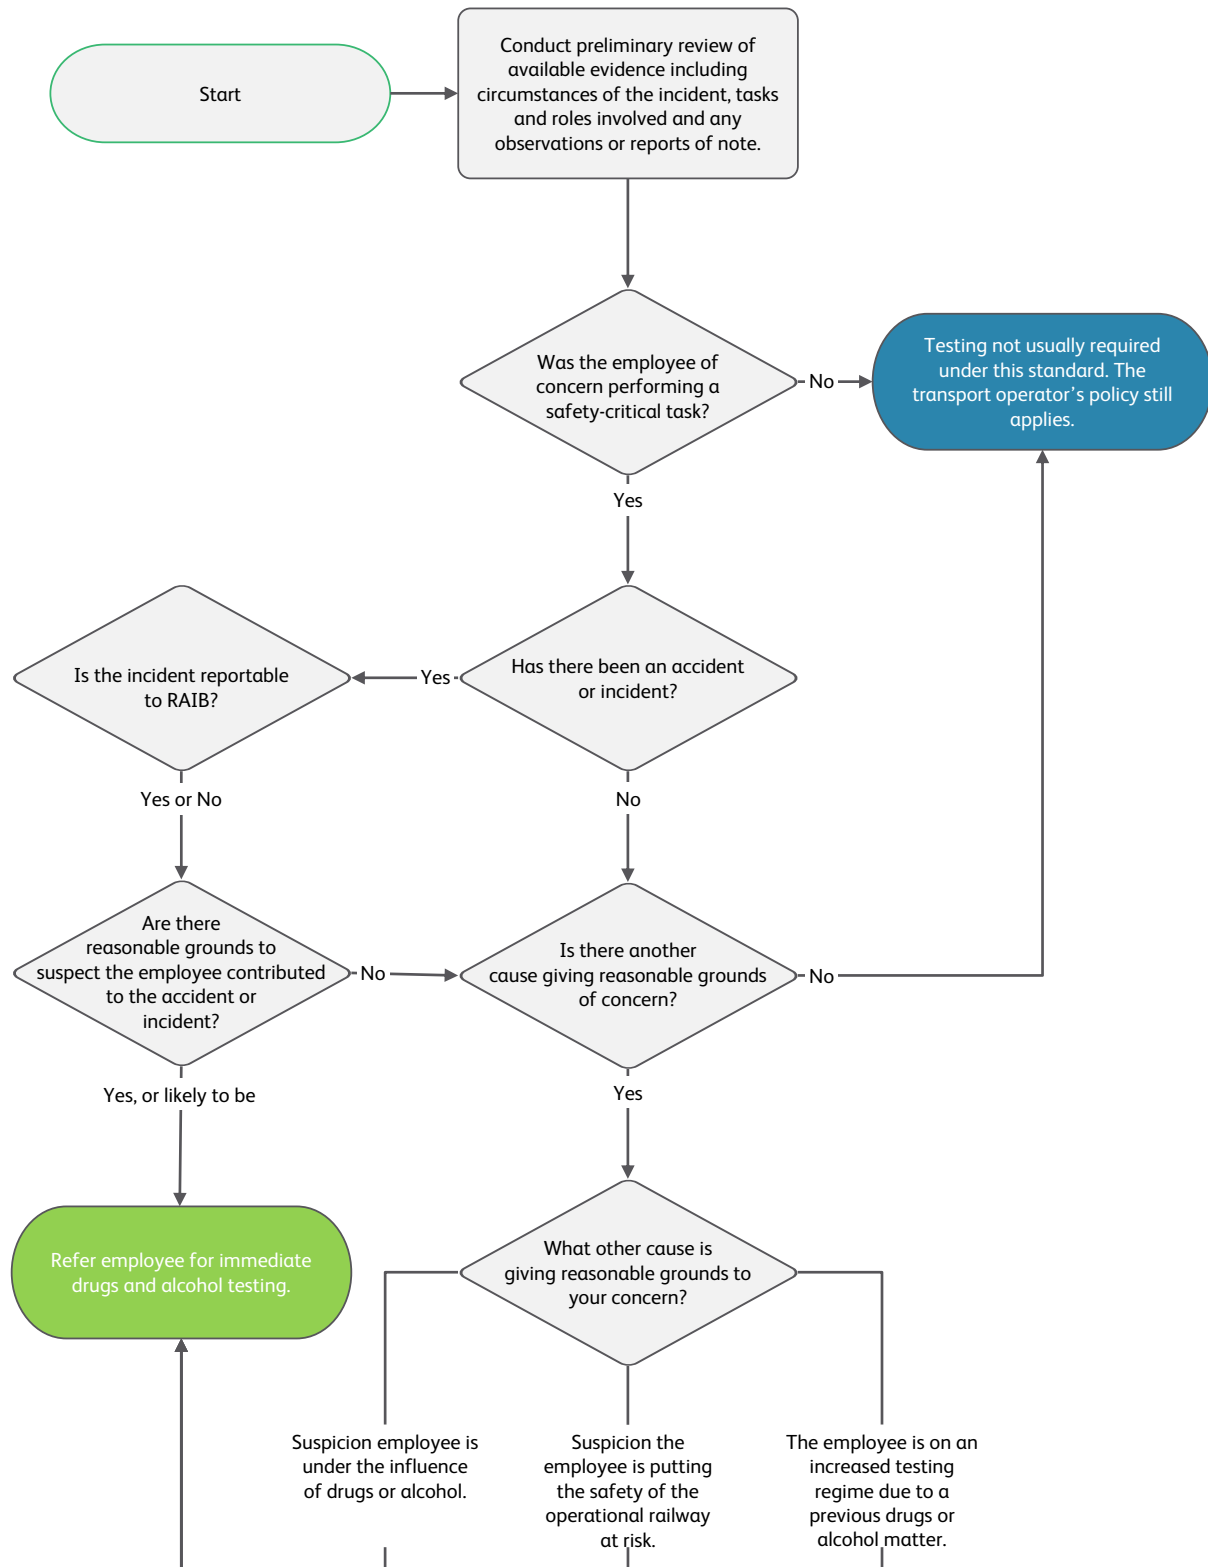 Start
Conduct preliminary review of
available evidence including
circumstances of the incident, tasks
and roles involved and any
observations or reports of note.
Was the employee of
concern performing a
safety-critical task?
No
Testing not usually required
under this standard. The
transport operator’s policy still
applies.
Yes
Has there been an accident
or incident?
Yes
Is the incident reportable
to RAIB?
Yes or No
No
Are there
reasonable grounds to
suspect the employee contributed
to the accident or
incident?
No
Is there another
cause giving reasonable grounds
of concern?
No
Yes, or likely to be
Yes
Refer employee for immediate
drugs and alcohol testing.
What other cause is
giving reasonable grounds to
your concern?
Suspicion employee is
under the influence
of drugs or alcohol.
Suspicion the
employee is putting
the safety of the
operational railway
at risk.
The employee is on an
increased testing
regime due to a
previous drugs or
alcohol matter.